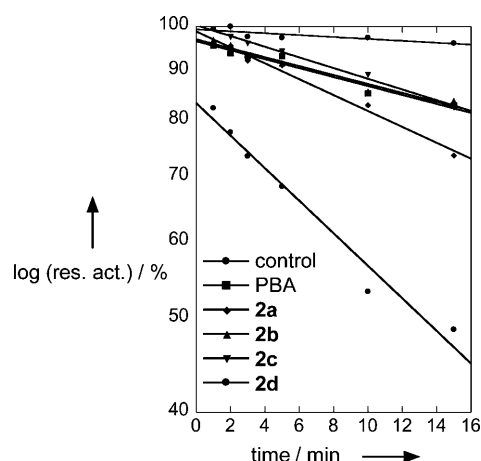 100
90
80
70
60
50
40
log (res. act.) / %
control
PBA
2a
2b
2c
2d
0 2 4 6 8 10 12 14 16
time / min